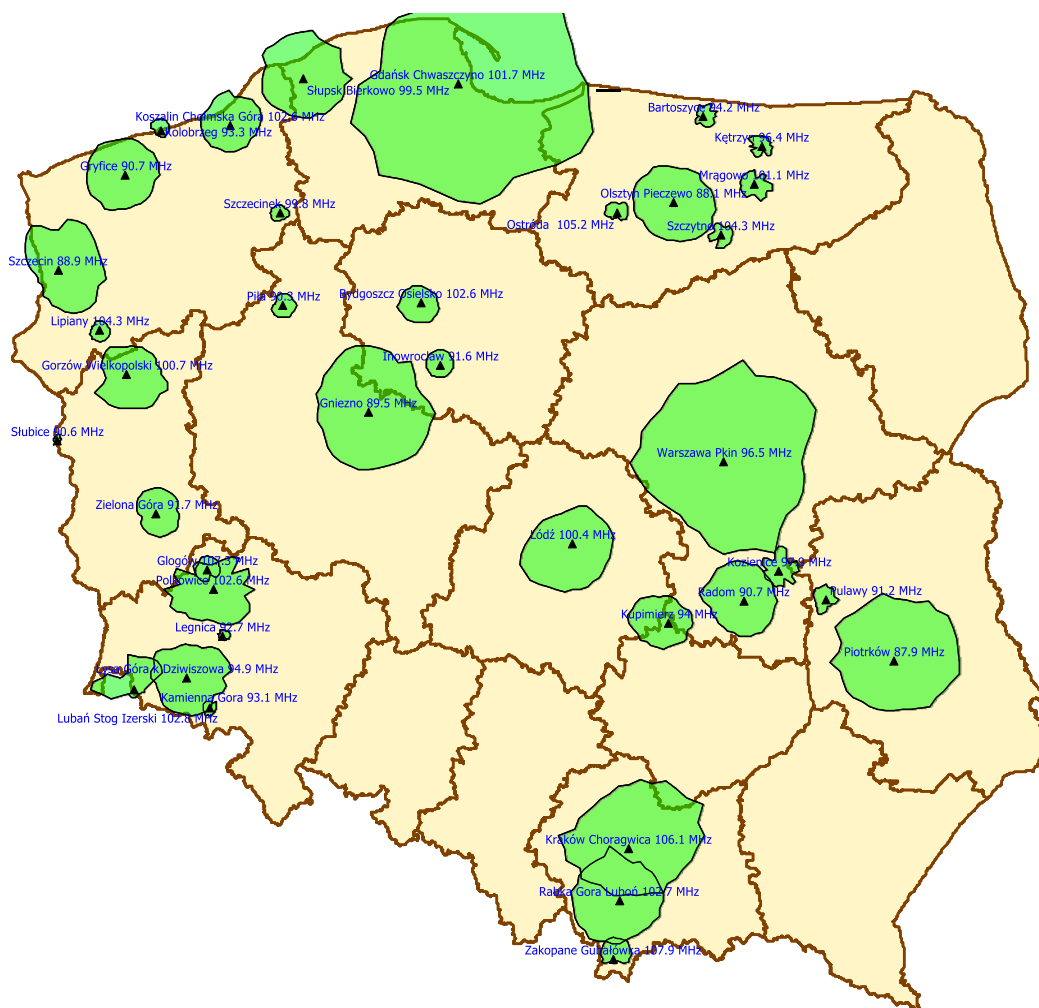 Gdańsk Chwaszczyno 101.7 MHz
Słupsk Bierkowo 99.5 MHz
Bartoszyce 94.2 MHz
Koszalin Chełmska Góra 102.6 MHz
Kołobrzeg 93.3 MHz
Kętrzyn 96.4 MHz
Gryfice 90.7 MHz
Mrągowo 101.1 MHz
Olsztyn Pieczewo 88.1 MHz
Szczecinek 99.8 MHz
Ostróda 105.2 MHz
Szczytno 104.3 MHz
Szczecin 88.9 MHz
Piła 90.3 MHz
Bydgoszcz Osielsko 102.6 MHz
Lipiany 104.3 MHz
Inowrocław 91.6 MHz
Gorzów Wielkopolski 100.7 MHz
Gniezno 89.5 MHz
Słubice 90.6 MHz
Warszawa Pkin 96.5 MHz
Zielona Góra 91.7 MHz
Łódź 100.4 MHz
Głogów 107.3 MHz
Kozienice 97.9 MHz
Polkowice 102.6 MHz
Radom 90.7 MHz
Puławy 91.2 MHz
Kupimierz 94 MHz
Legnica 92.7 MHz
Piotrków 87.9 MHz
Łysa Góra k Dziwiszowa 94.9 MHz
Kamienna Gora 93.1 MHz
Lubań Stog Izerski 102.8 MHz
Kraków Choragwica 106.1 MHz
Rabka Gora Luboń 102.7 MHz
Zakopane Gubałówka 107.9 MHz